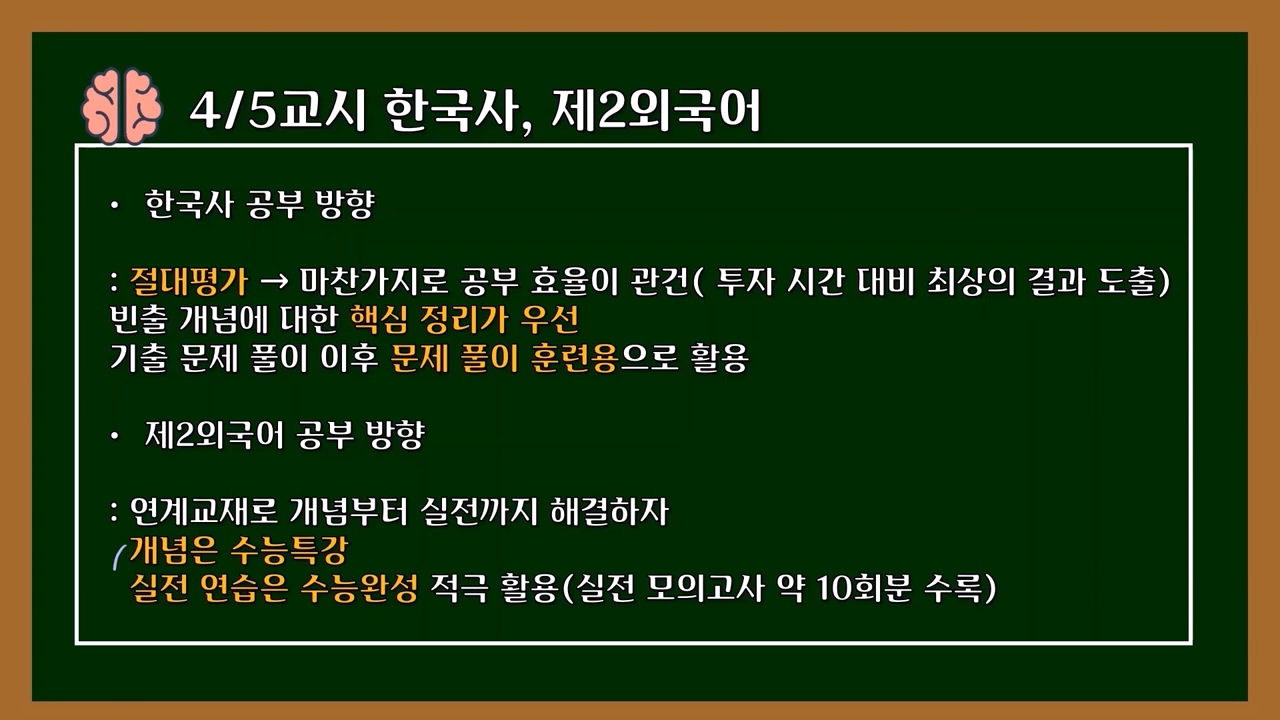 4/5교시 한국사, 제2외국어
• 한국사 공부 방향
: 절대평가 → 마찬가지로 공부 효율이 관건( 투자 시간 대비 최상의 결과 도출)
빈출 개념에 대한 핵심 정리가 우선
기출 문제 풀이 이후 문제 풀이 훈련용으로 활용
• 제2외국어 공부 방향
: 연계교재로 개념부터 실전까지 해결하자
개념은 수능특강
실전 연습은 수능완성 적극 활용(실전 모의고사 약 10회분 수록)